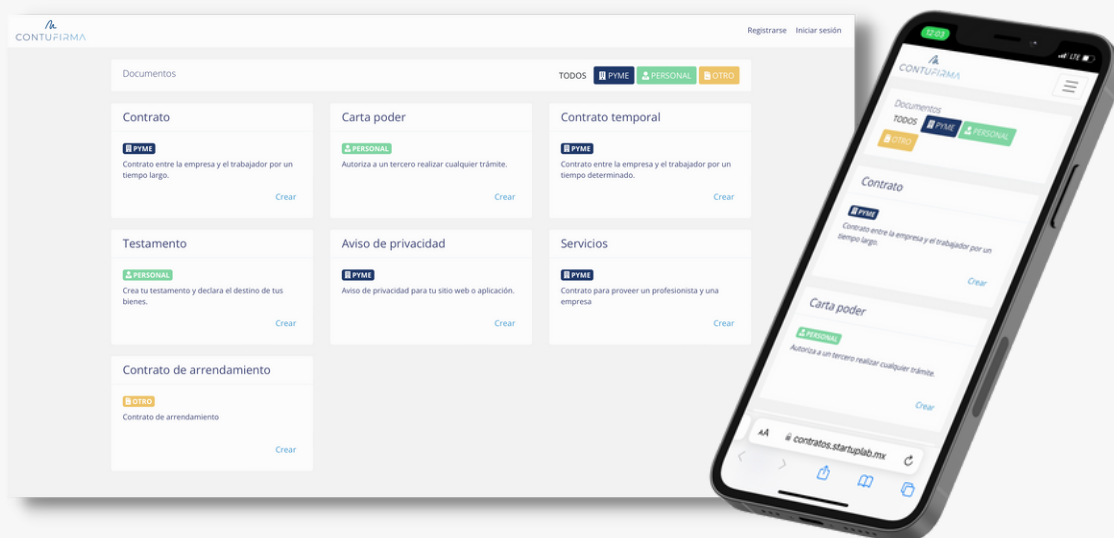 CONTUFIRMA
Registrarse Iniciar sesión
Documentos
TODOS PYME PERSONAL OTRO
Contrato
PYME
Contrato entre la empresa y el trabajador por un
tiempo largo.
Crear
Carta poder
PERSONAL
Autoriza a un tercero realizar cualquier trámite.
Crear
Contrato temporal
PYME
Contrato entre la empresa y el trabajador por un
tiempo determinado.
Crear
Testamento
PERSONAL
Crea tu testamento y declara el destino de tus
bienes.
Crear
Aviso de privacidad
PYME
Aviso de privacidad para tu sitio web o aplicación.
Crear
Servicios
PYME
Contrato para proveer un profesionista y una
empresa
Crear
Contrato de arrendamiento
OTRO
Contrato de arrendamiento
Crear
12:03
LTE
CONTUFIRMA
Documentos
TODOS PYME PERSONAL
OTRO
Contrato
PYME
Contrato entre la empresa y el trabajador por un
tiempo largo.
Crear
Carta poder
PERSONAL
Autoriza a un tercero realizar cualquier trámite.
Crear
AA contratos.startuplab.mx